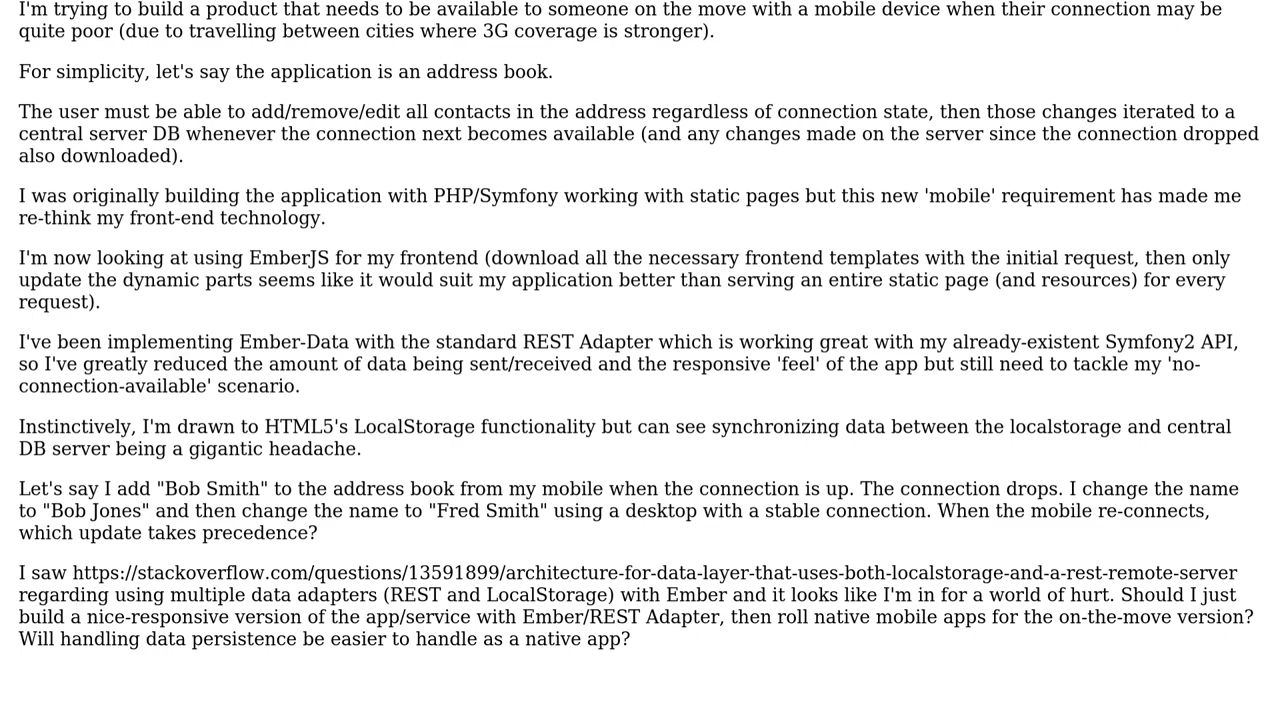 I'm trying to build a product that needs to be available to someone on the move with a mobile device when their connection may be
quite poor (due to travelling between cities where 3G coverage is stronger).
For simplicity, let's say the application is an address book.
The user must be able to add/remove/edit all contacts in the address regardless of connection state, then those changes iterated to a
central server DB whenever the connection next becomes available (and any changes made on the server since the connection dropped
also downloaded).
I was originally building the application with PHP/Symfony working with static pages but this new 'mobile' requirement has made me
re-think my front-end technology.
I'm now looking at using EmberJS for my frontend (download all the necessary frontend templates with the initial request, then only
update the dynamic parts seems like it would suit my application better than serving an entire static page (and resources) for every
request).
I've been implementing Ember-Data with the standard REST Adapter which is working great with my already-existent Symfony2 API,
so I've greatly reduced the amount of data being sent/received and the responsive 'feel' of the app but still need to tackle my 'no-
connection-available' scenario.
Instinctively, I'm drawn to HTML5's LocalStorage functionality but can see synchronizing data between the localstorage and central
DB server being a gigantic headache.
Let's say I add "Bob Smith" to the address book from my mobile when the connection is up. The connection drops. I change the name
to "Bob Jones" and then change the name to "Fred Smith" using a desktop with a stable connection. When the mobile re-connects,
which update takes precedence?
I saw https://stackoverflow.com/questions/13591899/architecture-for-data-layer-that-uses-both-localstorage-and-a-rest-remote-server
regarding using multiple data adapters (REST and LocalStorage) with Ember and it looks like I'm in for a world of hurt. Should I just
build a nice-responsive version of the app/service with Ember/REST Adapter, then roll native mobile apps for the on-the-move version?
Will handling data persistence be easier to handle as a native app?